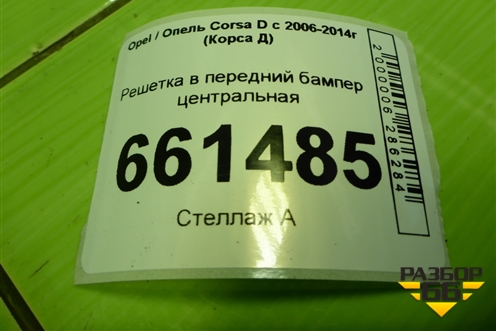 Opel / Опель Corsa D с 2006-2014г
(Корса Д)
Решетка в передний бампер
центральная
661485
Стеллаж А
2000006286284
РАЗБОР
66